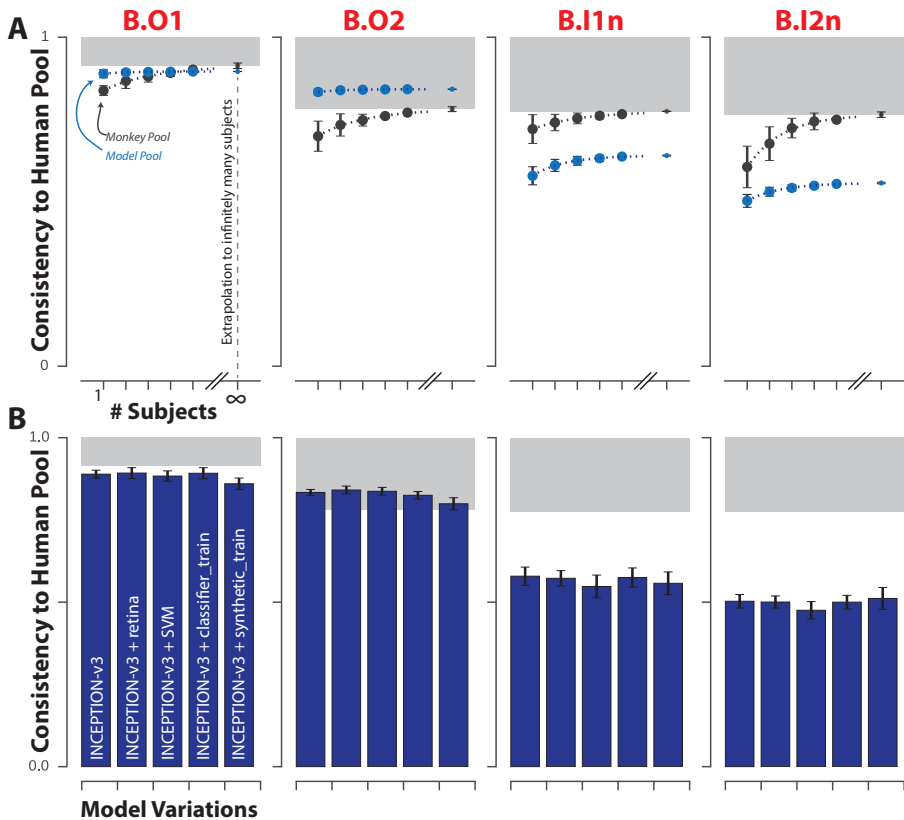 A
B.O1
B.O2
B.I1n
B.I2n
Consistency to Human Pool
1
0
Monkey Pool
Model Pool
Extrapolation to infinitely many subjects
1
∞
# Subjects
B
Consistency to Human Pool
1.0
0.0
INCEPTION-v3
INCEPTION-v3 + retina
INCEPTION-v3 + SVM
INCEPTION-v3 + classifier_train
INCEPTION-v3 + synthetic_train
Model Variations